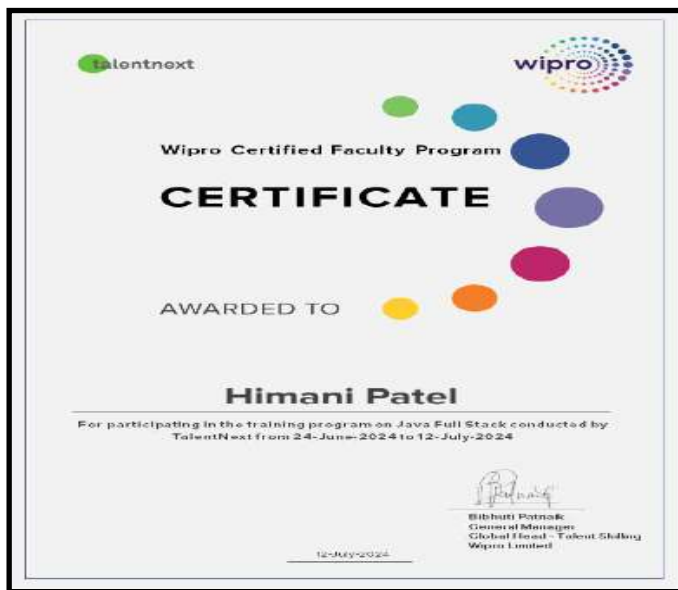 talentnext
wipro
Wipro Certified Faculty Program
CERTIFICATE
AWARDED TO
Himani Patel
For participating in the training program on Java Full Stack conducted by
TalentNext from 24-June-2024 to 12-July-2024
Bibhuti Patnaik
General Manager
Global Head - Talent Skilling
Wipro Limited
12-July-2024